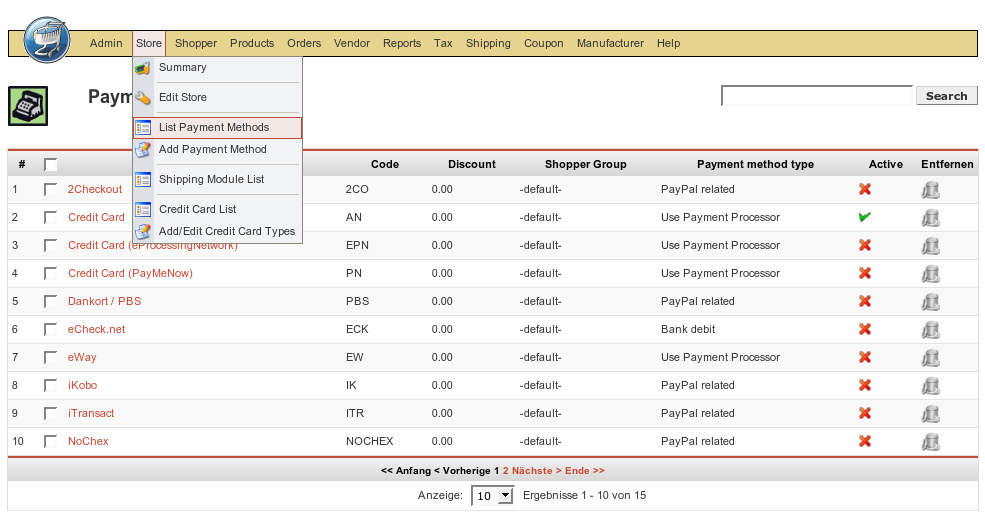 Admin Store Shopper Products Orders Vendor Reports Tax Shipping Coupon Manufacturer Help
Summary
Edit Store
List Payment Methods
Add Payment Method
Shipping Module List
Credit Card List
Add/Edit Credit Card Types
Search
# Code Discount Shopper Group Payment method type Active Entfernen
1 2Checkout 2CO 0.00 -default- PayPal related
2 Credit Card AN 0.00 -default- Use Payment Processor
3 Credit Card (eProcessingNetwork) EPN 0.00 -default- Use Payment Processor
4 Credit Card (PayMeNow) PN 0.00 -default- Use Payment Processor
5 Dankort / PBS PBS 0.00 -default- PayPal related
6 eCheck.net ECK 0.00 -default- Bank debit
7 eWay EW 0.00 -default- Use Payment Processor
8 iKobo IK 0.00 -default- PayPal related
9 iTransact ITR 0.00 -default- PayPal related
10 NoChex NOCHEX 0.00 -default- PayPal related
<< Anfang < Vorherige 1 2 Nächste > Ende >>
Anzeige: 10 Ergebnisse 1 - 10 von 15